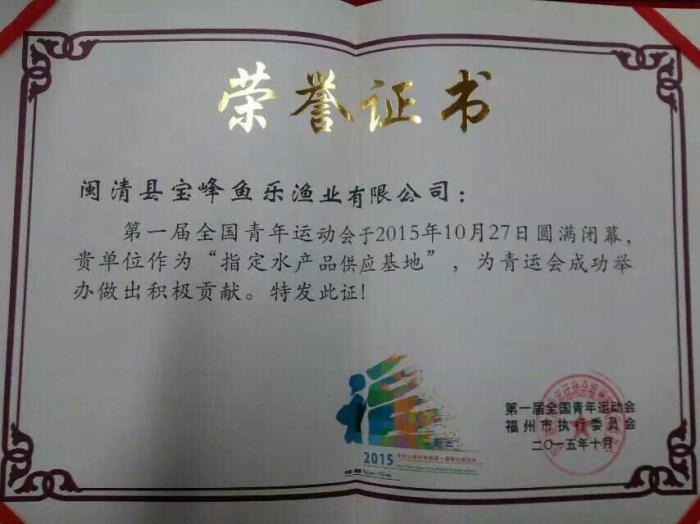 荣誉证书
闽清县宝峰鱼乐渔业有限公司：
第一届全国青年运动会于2015年10月27日圆满闭幕，
贵单位作为“指定水产品供应基地”，为青运会成功举
办做出积极贡献。特发此证！
2015
第一届全国青年运动会
福州市执行委员会
二〇一五年十月